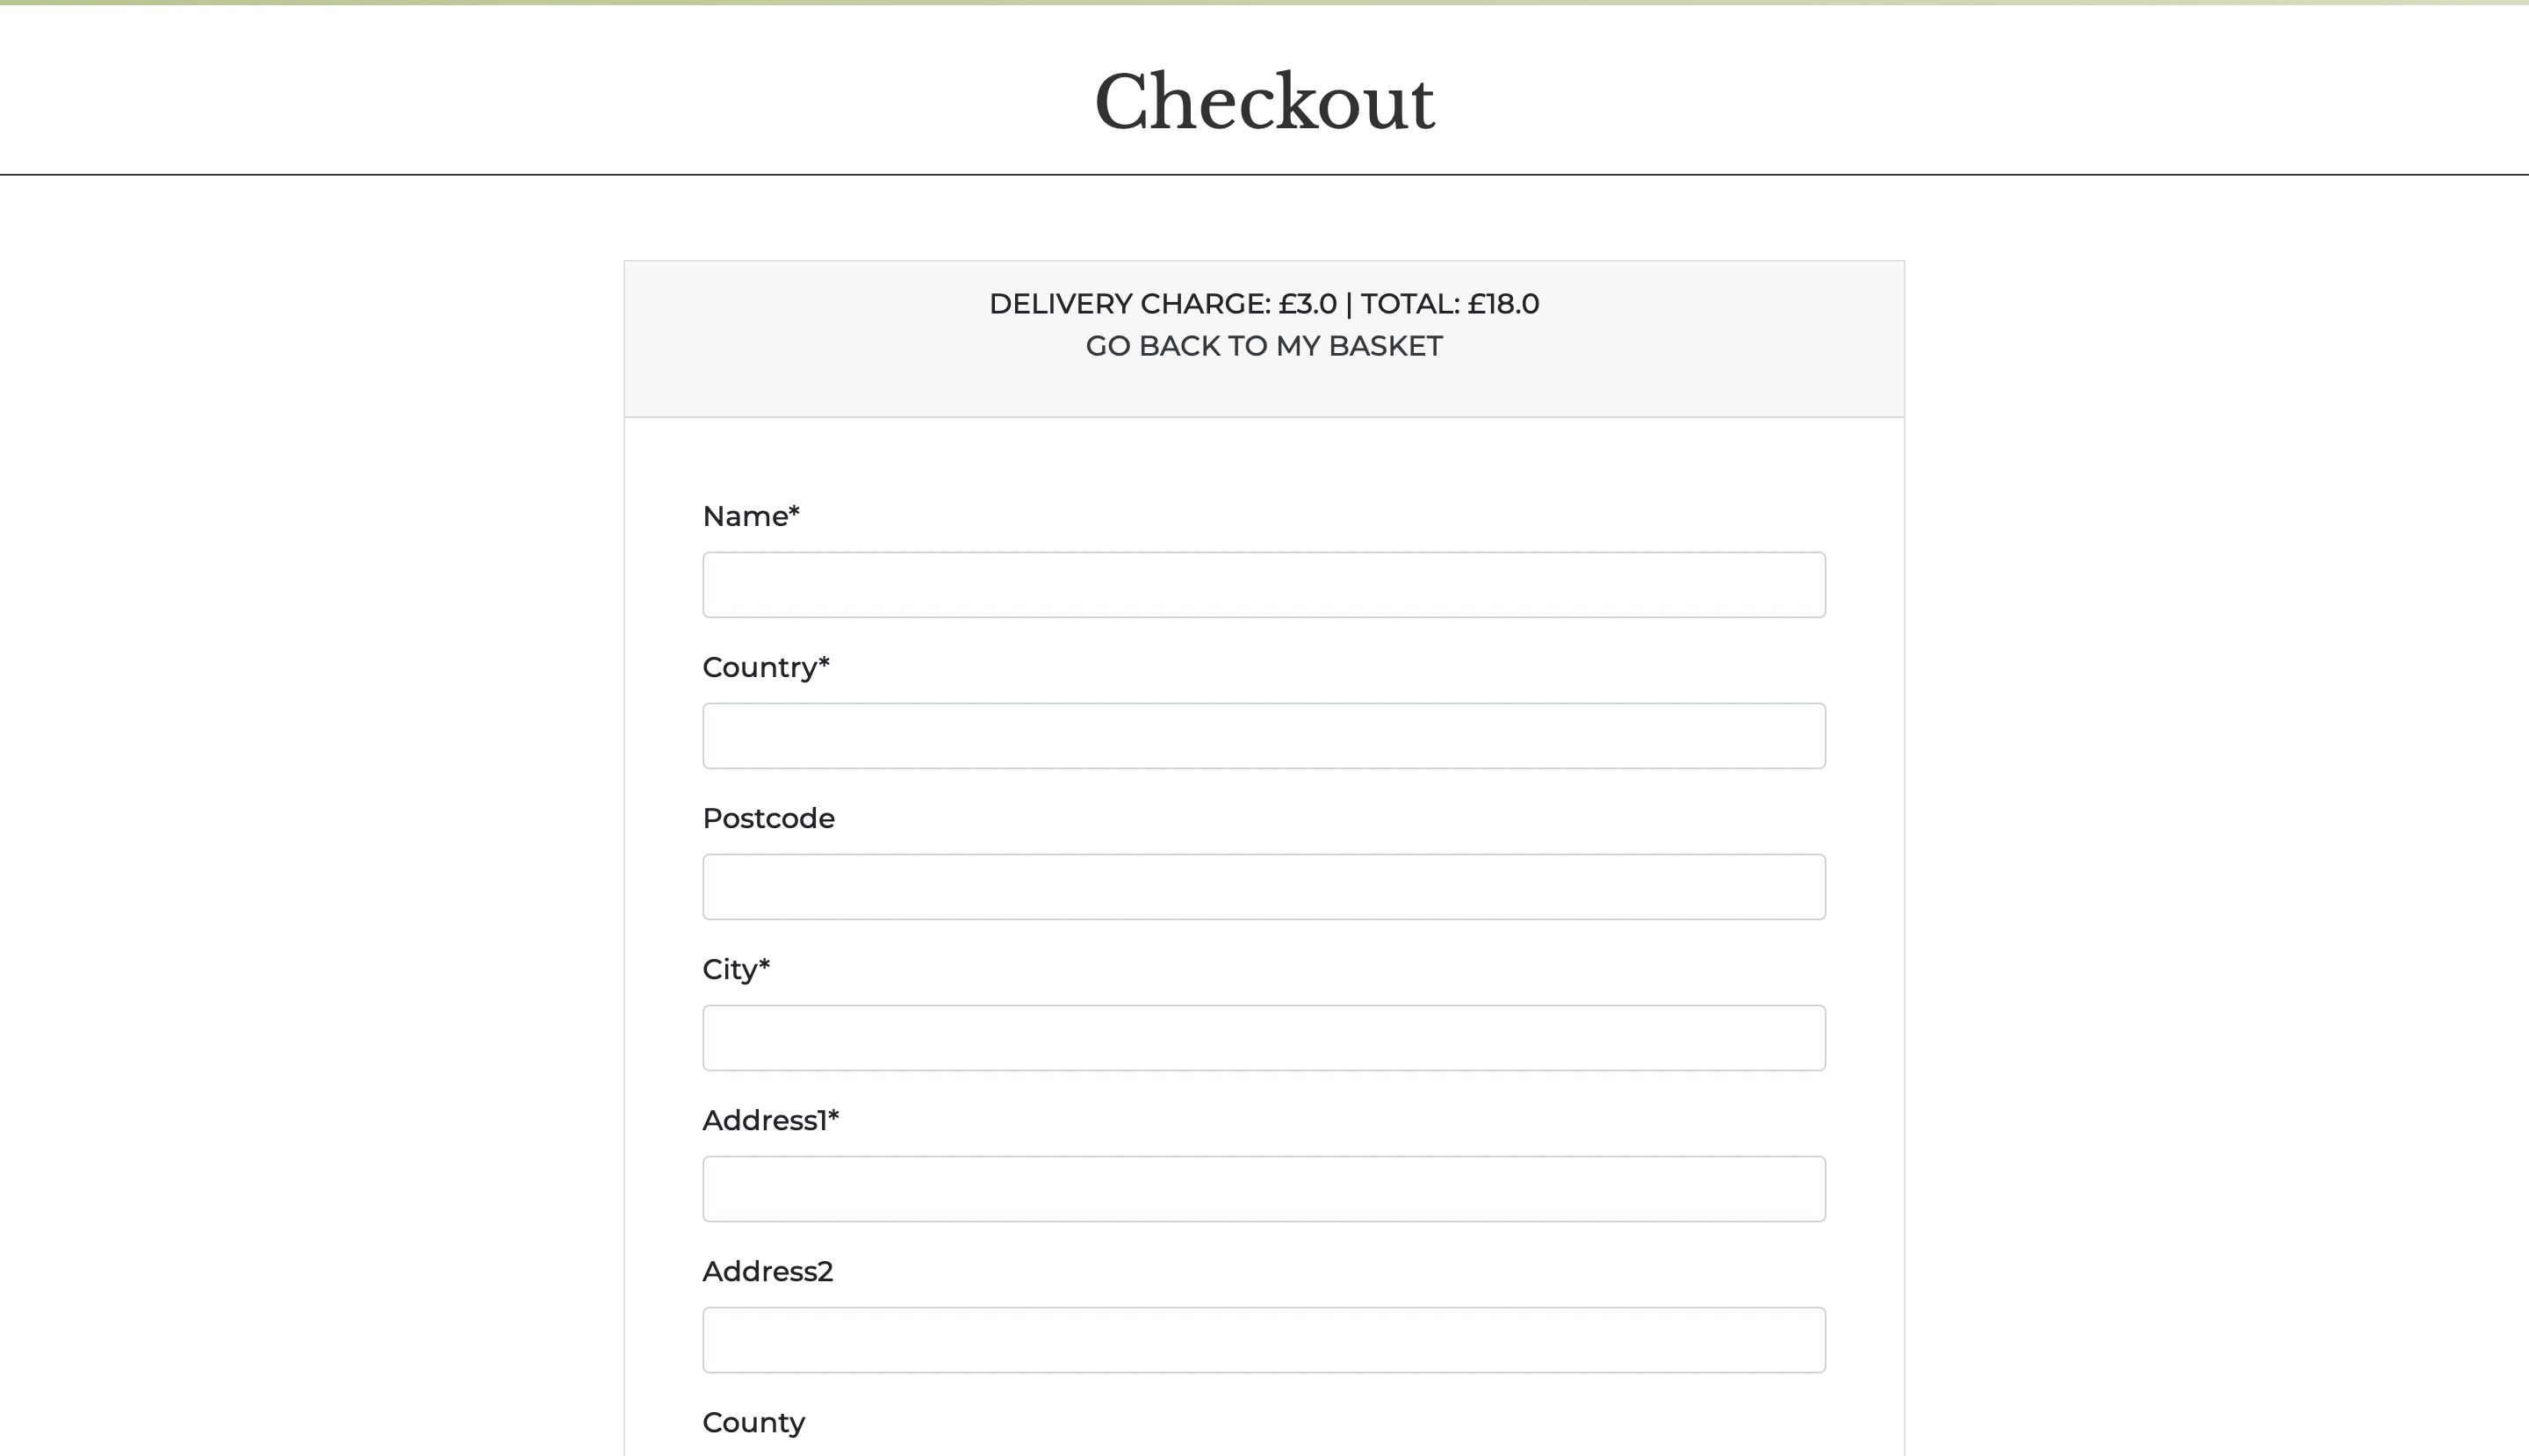 Checkout
DELIVERY CHARGE: £3.0 | TOTAL: £18.0
GO BACK TO MY BASKET
Name*
Country*
Postcode
City*
Address1*
Address2
County